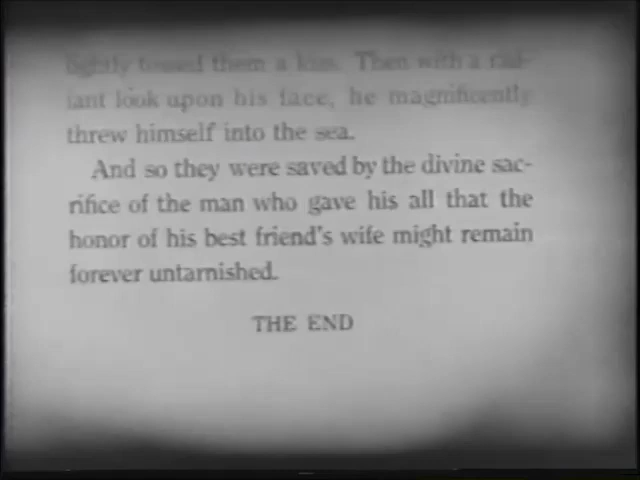 lightly tossed them a kiss. Then with a rad-
iant look upon his face, he magnificently
threw himself into the sea.
And so they were saved by the divine sac-
rifice of the man who gave his all that the
honor of his best friend's wife might remain
forever untarnished.
THE END